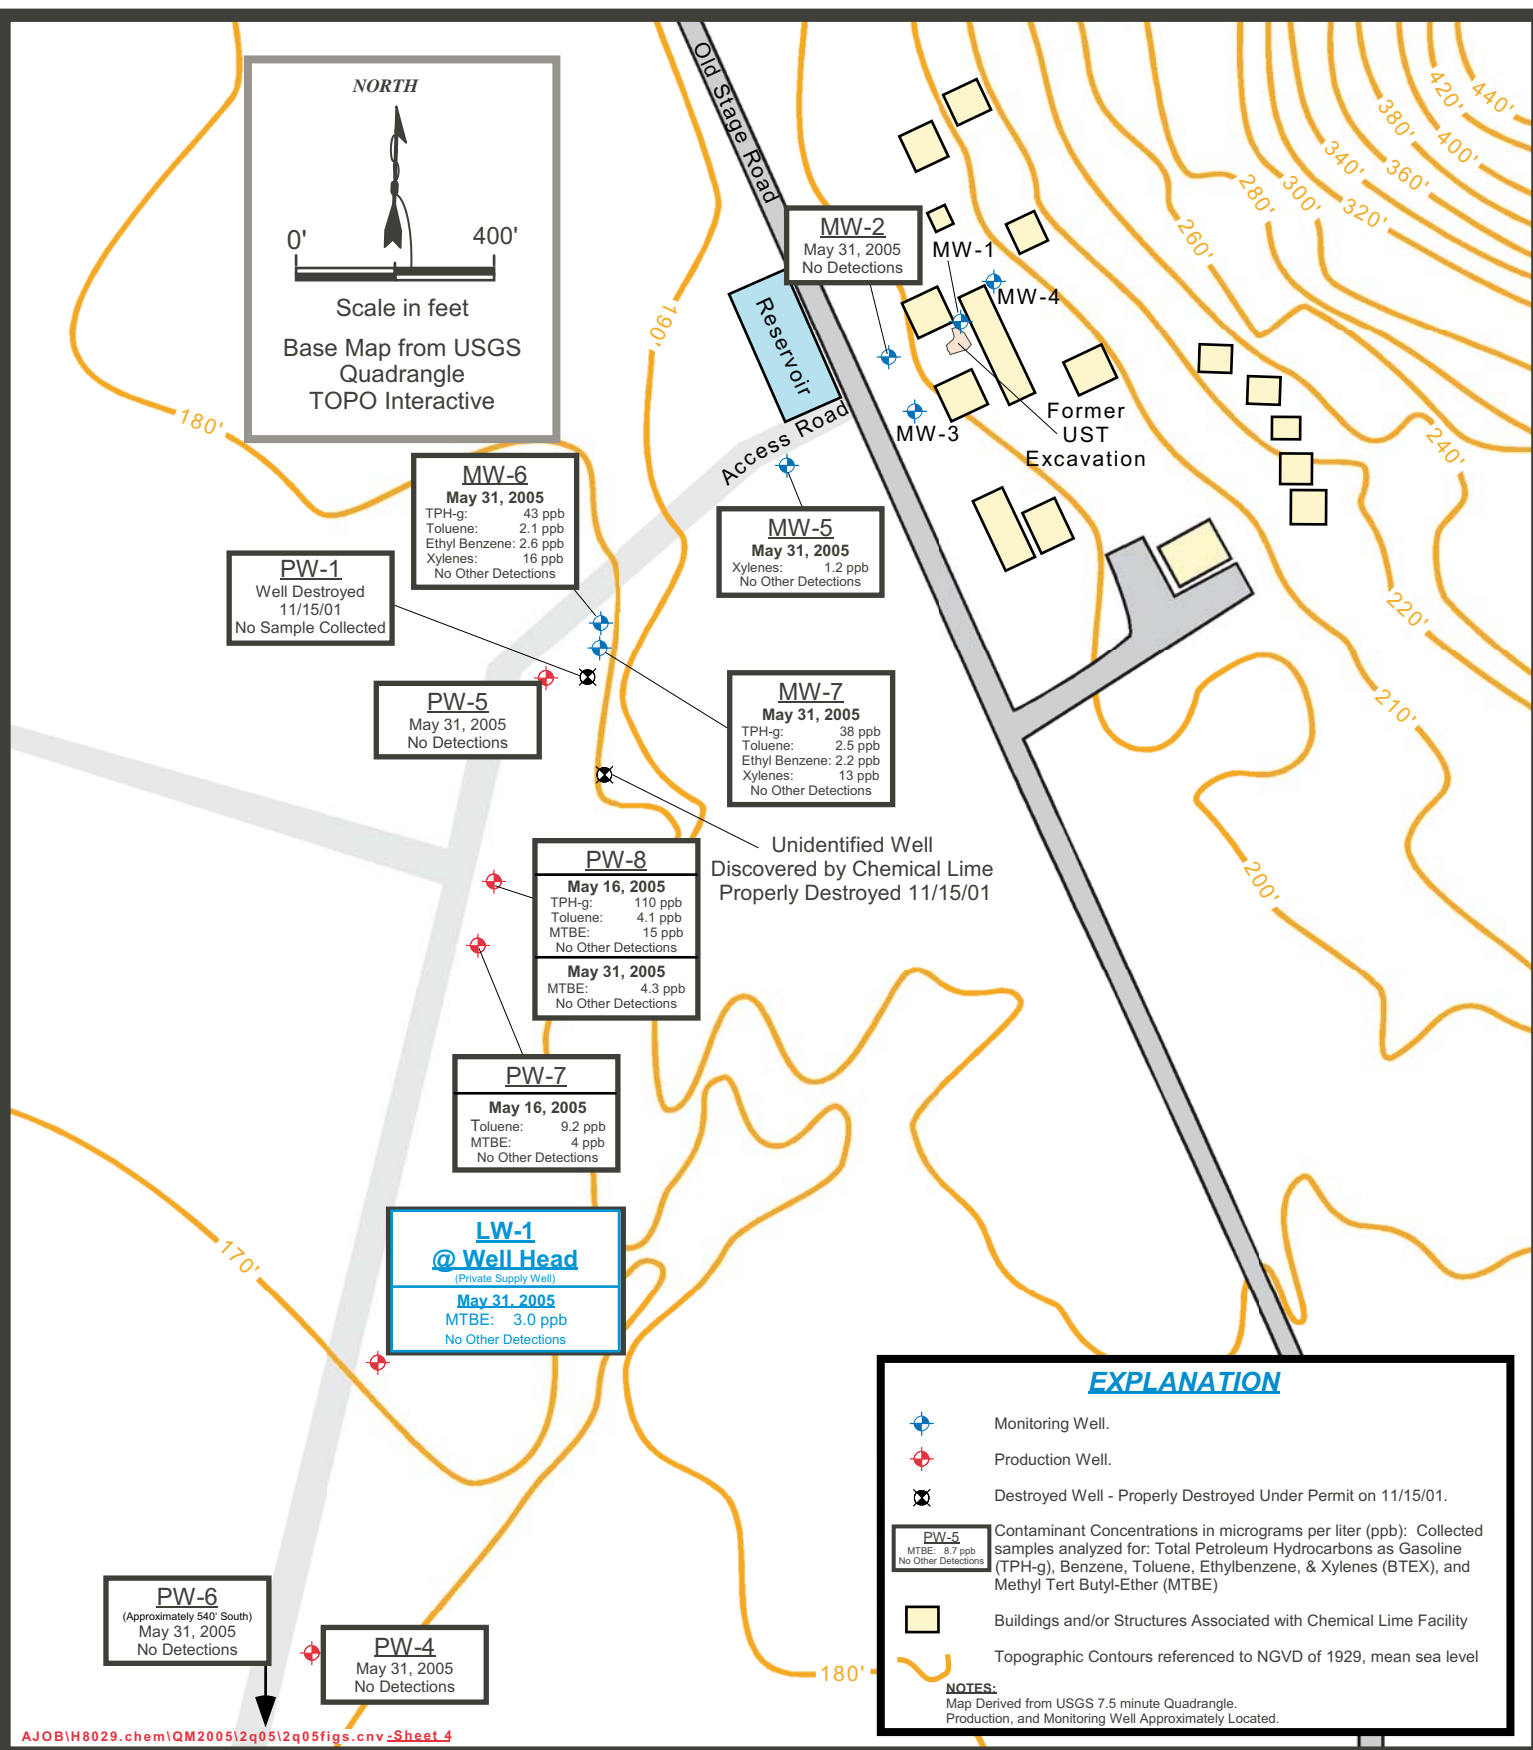 NORTH
0'
400'
Scale in feet
Base Map from USGS
Quadrangle
TOPO Interactive
Old Stage Road
440'
420'
400'
380'
360'
340'
320'
300'
280'
260'
240'
220'
210'
200'
190'
180'
170'
180'
Reservoir
Access Road
MW-2
May 31, 2005
No Detections
MW-1
MW-4
MW-3
Former
UST
Excavation
MW-6
May 31, 2005
TPH-g: 43 ppb
Toluene: 2.1 ppb
Ethyl Benzene: 2.6 ppb
Xylenes: 16 ppb
No Other Detections
MW-5
May 31, 2005
Xylenes: 1.2 ppb
No Other Detections
PW-1
Well Destroyed
11/15/01
No Sample Collected
PW-5
May 31, 2005
No Detections
MW-7
May 31, 2005
TPH-g: 38 ppb
Toluene: 2.5 ppb
Ethyl Benzene: 2.2 ppb
Xylenes: 13 ppb
No Other Detections
Unidentified Well
Discovered by Chemical Lime
Properly Destroyed 11/15/01
PW-8
May 16, 2005
TPH-g: 110 ppb
Toluene: 4.1 ppb
MTBE: 15 ppb
No Other Detections
May 31, 2005
MTBE: 4.3 ppb
No Other Detections
PW-7
May 16, 2005
Toluene: 9.2 ppb
MTBE: 4 ppb
No Other Detections
LW-1
@ Well Head
(Private Supply Well)
May 31, 2005
MTBE: 3.0 ppb
No Other Detections
PW-6
(Approximately 540' South)
May 31, 2005
No Detections
PW-4
May 31, 2005
No Detections
EXPLANATION
Monitoring Well.
Production Well.
Destroyed Well - Properly Destroyed Under Permit on 11/15/01.
PW-5
MTBE: 8.7 ppb
No Other Detections
Contaminant Concentrations in micrograms per liter (ppb): Collected
samples analyzed for: Total Petroleum Hydrocarbons as Gasoline
(TPH-g), Benzene, Toluene, Ethylbenzene, & Xylenes (BTEX), and
Methyl Tert Butyl-Ether (MTBE)
Buildings and/or Structures Associated with Chemical Lime Facility
Topographic Contours referenced to NGVD of 1929, mean sea level
NOTES:
Map Derived from USGS 7.5 minute Quadrangle.
Production, and Monitoring Well Approximately Located.
AJOB\H8029.chem\QM2005\2q05\2q05figs.cnv-Sheet 4